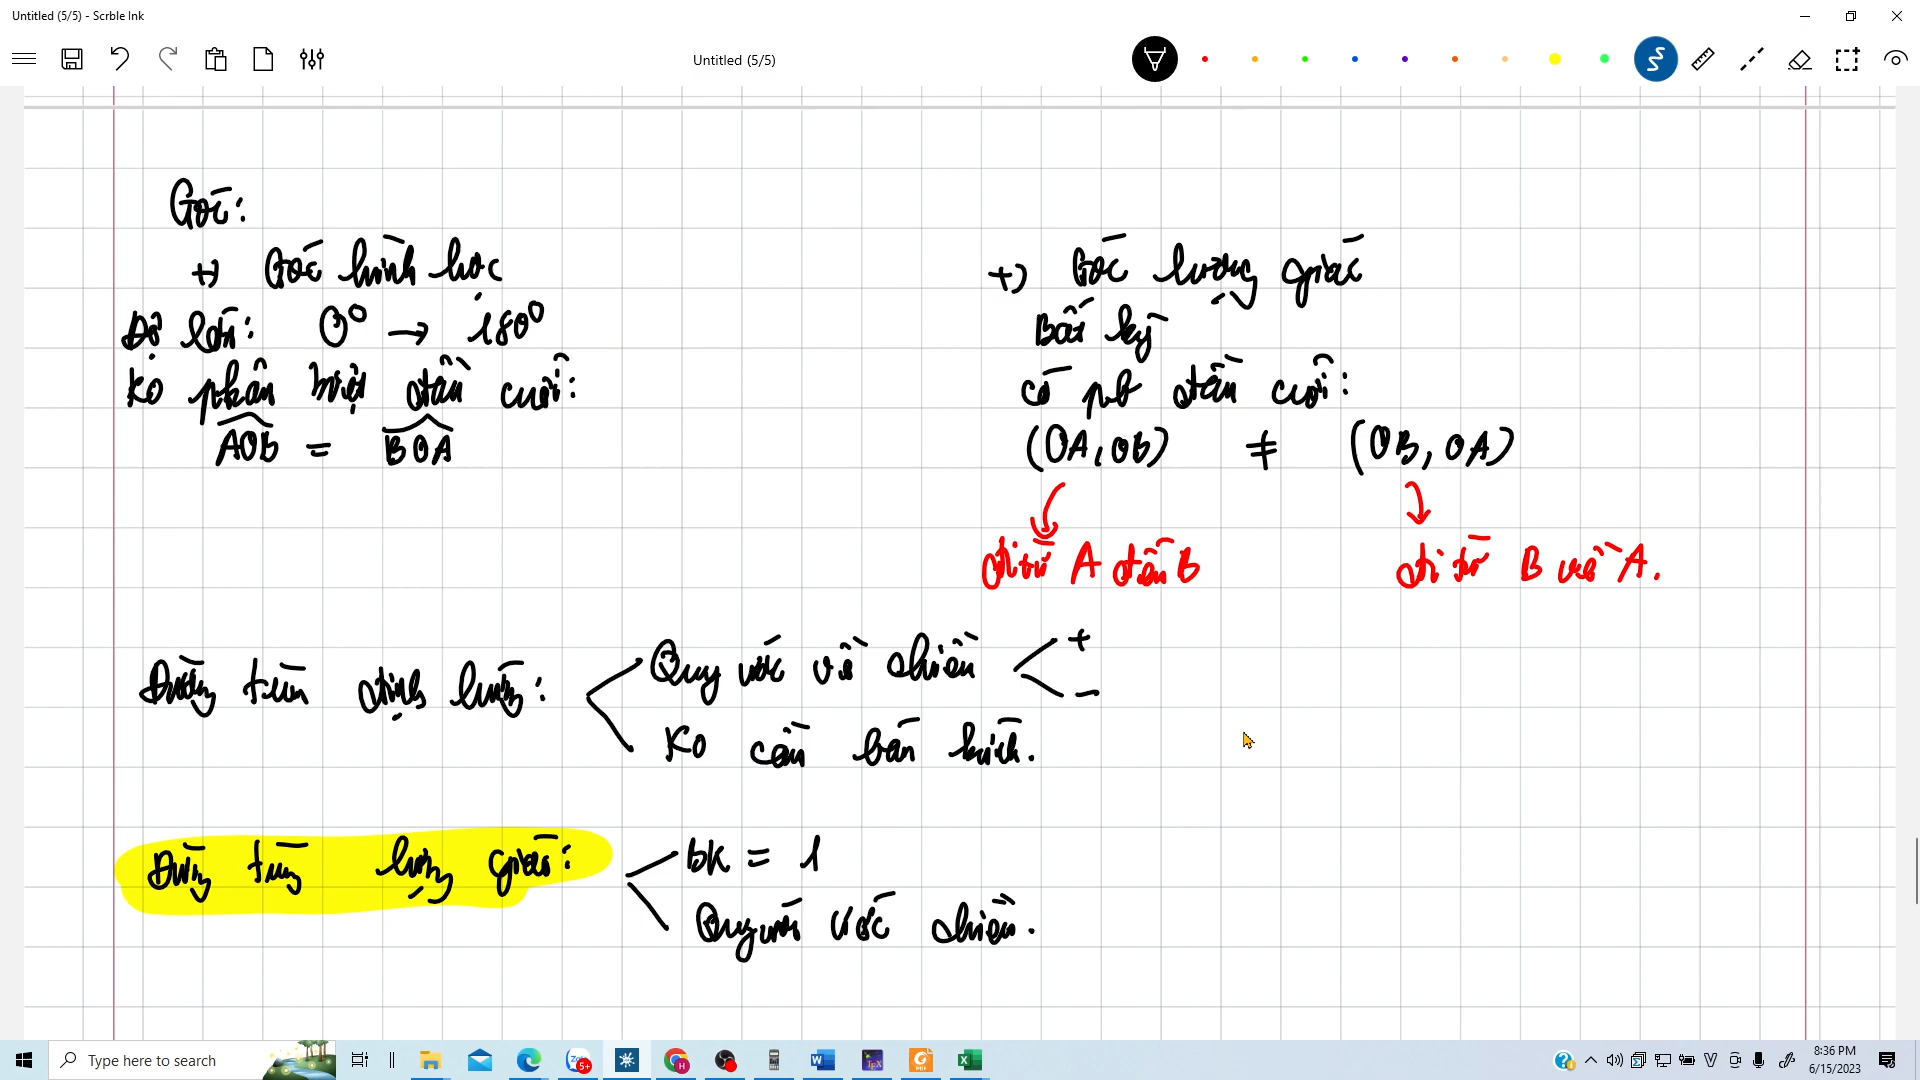 Untitled (5/5) - Scrble Ink
Untitled (5/5)
Góc:
+) Góc hình học
Độ lớn: 0° → 180°
Ko phân biệt đầu cuối:
AOB = BOA
+) Góc lượng giác
Bất kỳ
có pb đầu cuối:
(OA, OB) ≠ (OB, OA)
đi từ A đến B
đi từ B về A.
Đường tròn định hướng:
Quy ước về chiều
+
-
Ko cần bán kính.
Đường tròn lượng giác:
bk = 1
Quy ước chiều.
Type here to search
5+
8:36 PM
6/15/2023